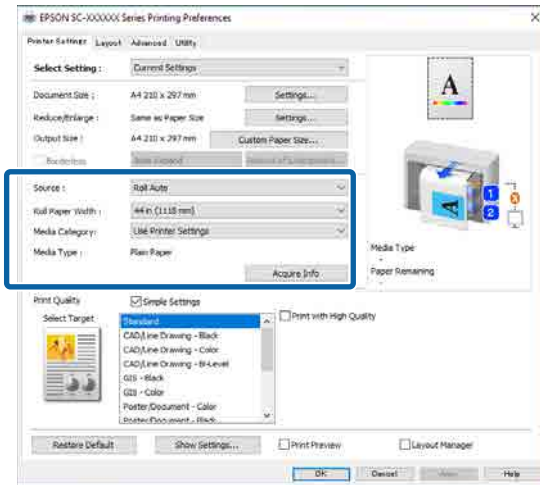 EPSON SC-XXXXXX Series Printing Preferences
Printer Settings Layout Advanced Utility
Select Setting : Current Settings
Document Size : A4 210 x 297 mm Settings...
Reduce/Enlarge : Same as Paper Size Settings...
Output Size : A4 210 x 297 mm Custom Paper Size...
Borderless
Source : Roll Auto
Roll Paper Width : 44 in (1118 mm)
Media Category: Use Printer Settings
Media Type : Plain Paper
Acquire Info
A
A
1
2
Media Type
-
Paper Remaining
-
Print Quality Simple Settings
Select Target
Standard
CAD/Line Drawing - Black
CAD/Line Drawing - Color
CAD/Line Drawing - Bi-Level
GIS - Black
GIS - Color
Poster/Document - Color
Poster/Document - Black
Print with High Quality
Restore Default Show Settings... Print Preview Layout Manager
OK Cancel Help